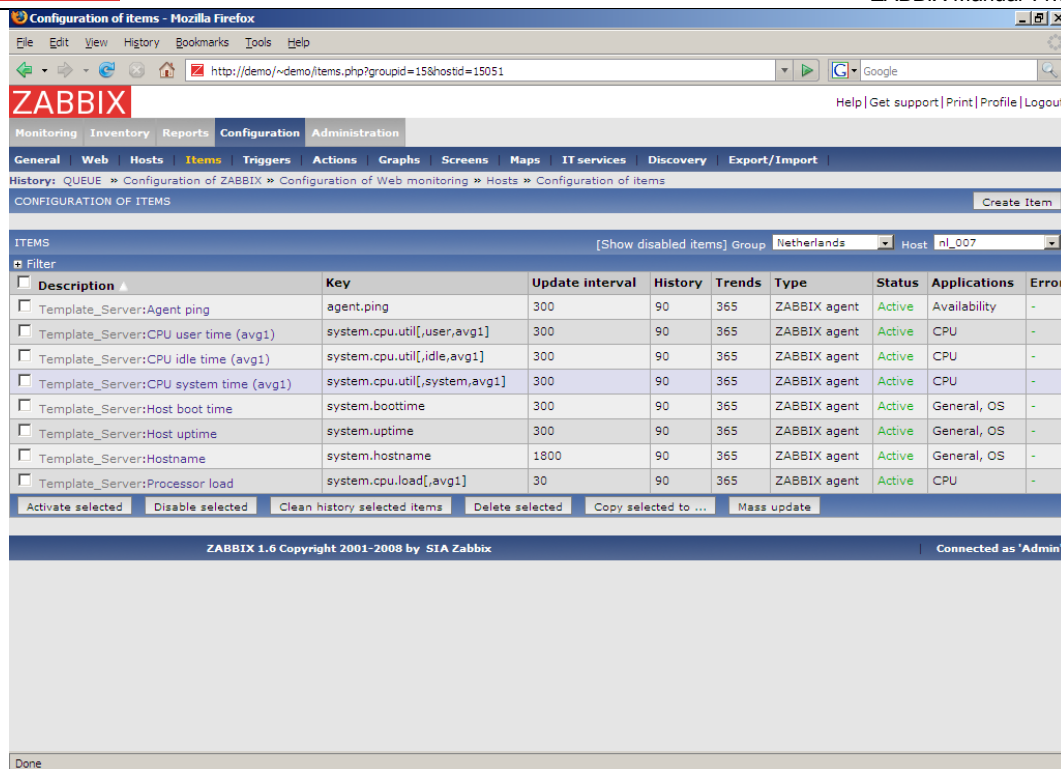 Configuration of items - Mozilla Firefox
File Edit View History Bookmarks Tools Help
http://demo/~demo/items.php?groupid=15&hostid=15051 G Google
ZABBIX Help | Get support | Print | Profile | Logout
Monitoring Inventory Reports Configuration Administration
General | Web | Hosts | Items | Triggers | Actions | Graphs | Screens | Maps | IT services | Discovery | Export/Import |
History: QUEUE » Configuration of ZABBIX » Configuration of Web monitoring » Hosts » Configuration of items
CONFIGURATION OF ITEMS Create Item
ITEMS [Show disabled items] Group Netherlands Host nl_007
Filter
Description Key Update interval History Trends Type Status Applications Error
Template_Server:Agent ping agent.ping 300 90 365 ZABBIX agent Active Availability -
Template_Server:CPU user time (avg1) system.cpu.util[,user,avg1] 300 90 365 ZABBIX agent Active CPU -
Template_Server:CPU idle time (avg1) system.cpu.util[,idle,avg1] 300 90 365 ZABBIX agent Active CPU -
Template_Server:CPU system time (avg1) system.cpu.util[,system,avg1] 300 90 365 ZABBIX agent Active CPU -
Template_Server:Host boot time system.boottime 300 90 365 ZABBIX agent Active General, OS -
Template_Server:Host uptime system.uptime 300 90 365 ZABBIX agent Active General, OS -
Template_Server:Hostname system.hostname 1800 90 365 ZABBIX agent Active General, OS -
Template_Server:Processor load system.cpu.load[,avg1] 30 90 365 ZABBIX agent Active CPU -
Activate selected Disable selected Clean history selected items Delete selected Copy selected to ... Mass update
ZABBIX 1.6 Copyright 2001-2008 by SIA Zabbix | Connected as 'Admin'
Done